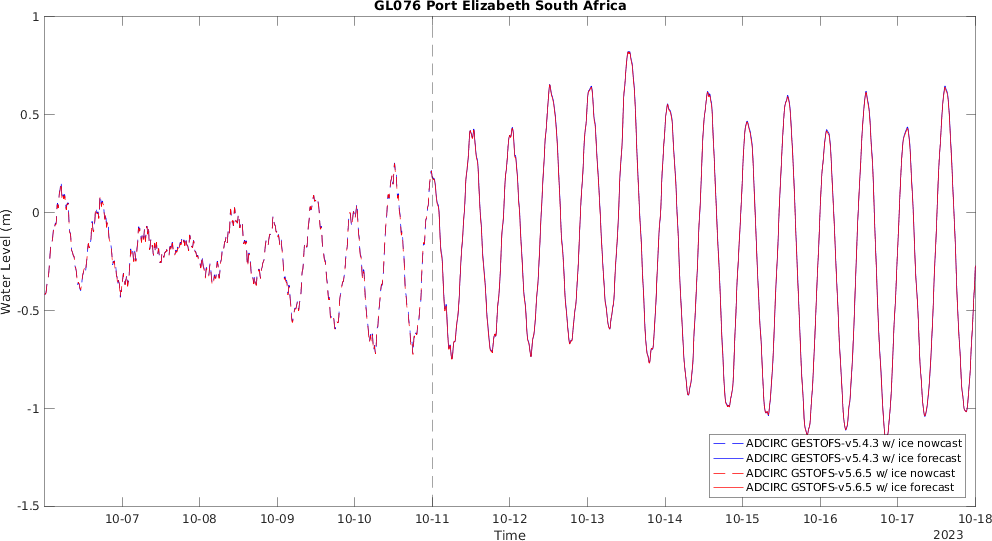 GL076 Port Elizabeth South Africa
1
0.5
0
-0.5
-1
-1.5
Water Level (m)
ADCIRC GESTOFS-v5.4.3 w/ ice nowcast
ADCIRC GESTOFS-v5.4.3 w/ ice forecast
ADCIRC GSTOFS-v5.6.5 w/ ice nowcast
ADCIRC GSTOFS-v5.6.5 w/ ice forecast
10-07 10-08 10-09 10-10 10-11 10-12 10-13 10-14 10-15 10-16 10-17 10-18
Time
2023